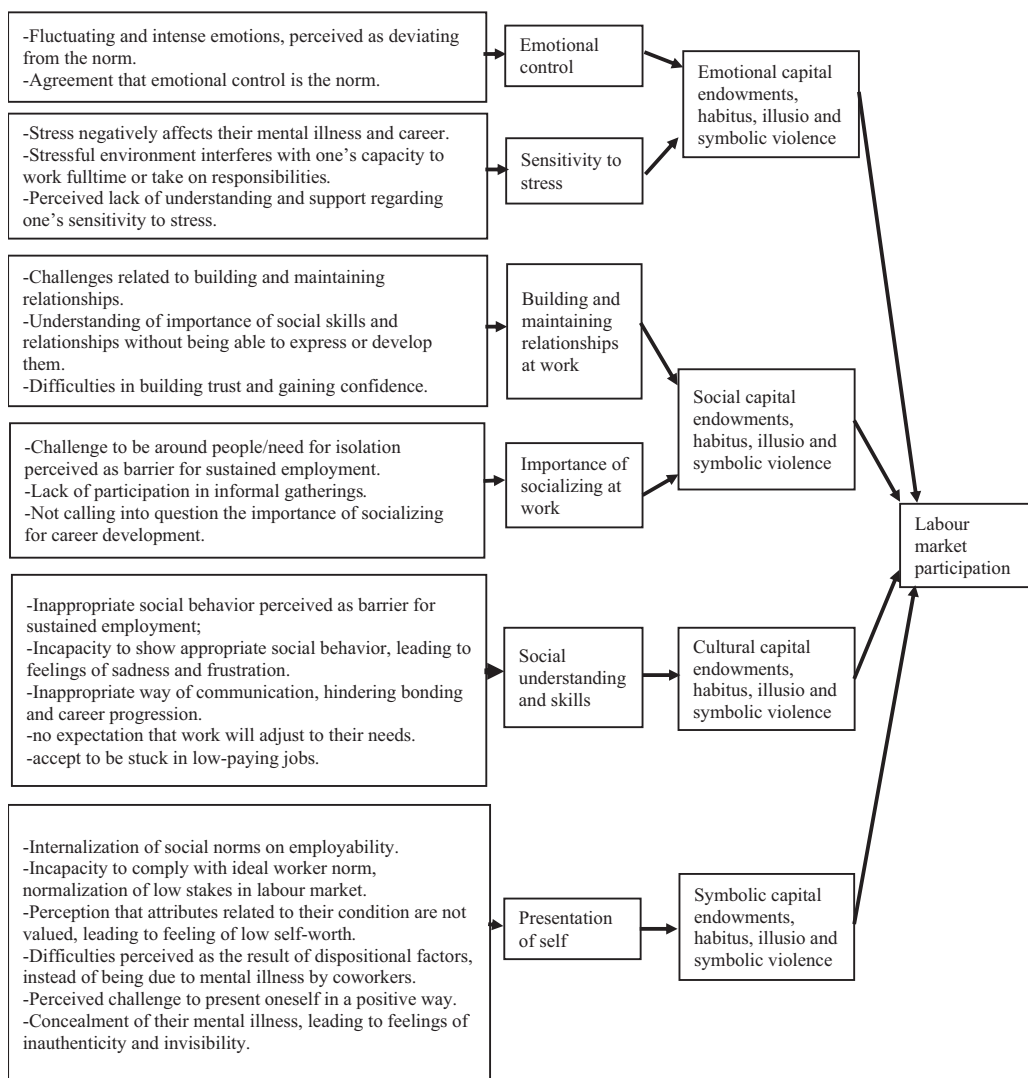 -Fluctuating and intense emotions, perceived as deviating
from the norm.
-Agreement that emotional control is the norm.
Emotional
control
Emotional capital
endowments,
habitus, illusio and
symbolic violence
-Stress negatively affects their mental illness and career.
-Stressful environment interferes with one’s capacity to
work fulltime or take on responsibilities.
-Perceived lack of understanding and support regarding
one’s sensitivity to stress.
Sensitivity to
stress
-Challenges related to building and maintaining
relationships.
-Understanding of importance of social skills and
relationships without being able to express or develop
them.
-Difficulties in building trust and gaining confidence.
Building and
maintaining
relationships
at work
Social capital
endowments,
habitus, illusio and
symbolic violence
-Challenge to be around people/need for isolation
perceived as barrier for sustained employment.
-Lack of participation in informal gatherings.
-Not calling into question the importance of socializing
for career development.
Importance of
socializing at
work
Labour
market
participation
-Inappropriate social behavior perceived as barrier for
sustained employment;
-Incapacity to show appropriate social behavior, leading to
feelings of sadness and frustration.
-Inappropriate way of communication, hindering bonding
and career progression.
-no expectation that work will adjust to their needs.
-accept to be stuck in low-paying jobs.
Social
understanding
and skills
Cultural capital
endowments,
habitus, illusio and
symbolic violence
-Internalization of social norms on employability.
-Incapacity to comply with ideal worker norm,
normalization of low stakes in labour market.
-Perception that attributes related to their condition are not
valued, leading to feeling of low self-worth.
-Difficulties perceived as the result of dispositional factors,
instead of being due to mental illness by coworkers.
-Perceived challenge to present oneself in a positive way.
-Concealment of their mental illness, leading to feelings of
inauthenticity and invisibility.
Presentation
of self
Symbolic capital
endowments,
habitus, illusio and
symbolic violence